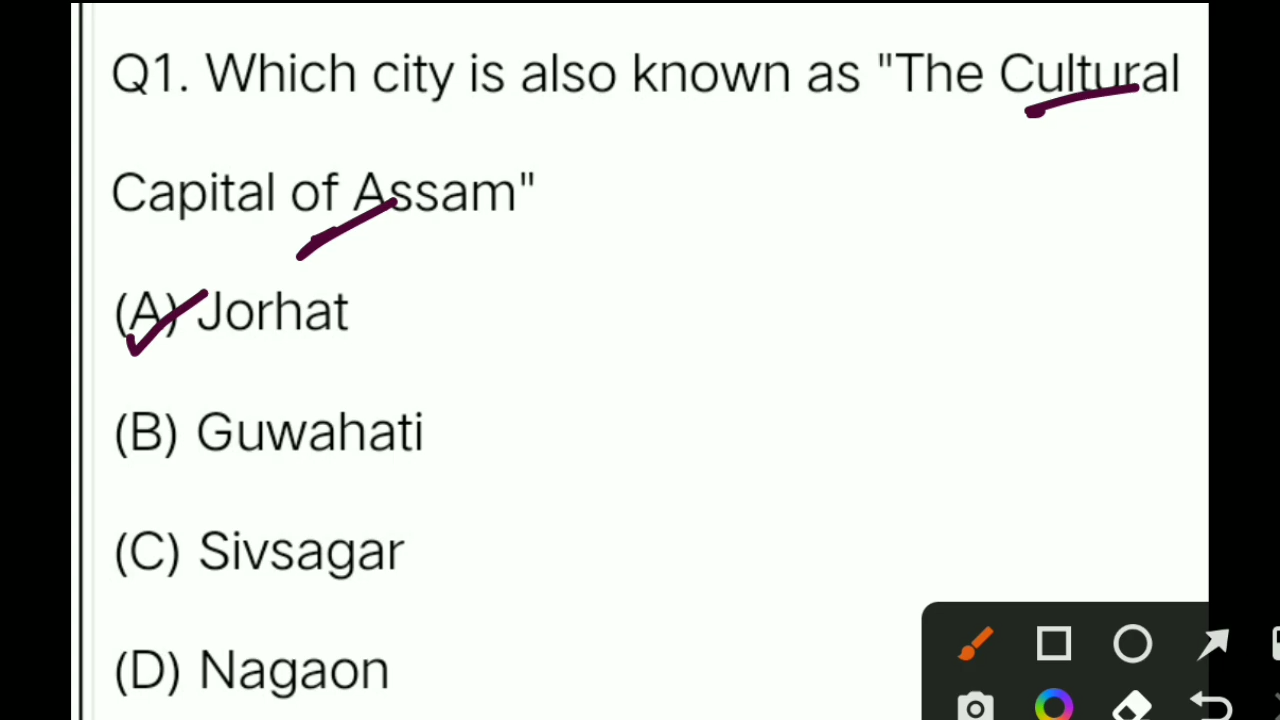 Q1. Which city is also known as "The Cultural
Capital of Assam"
(A) Jorhat
(B) Guwahati
(C) Sivsagar
(D) Nagaon